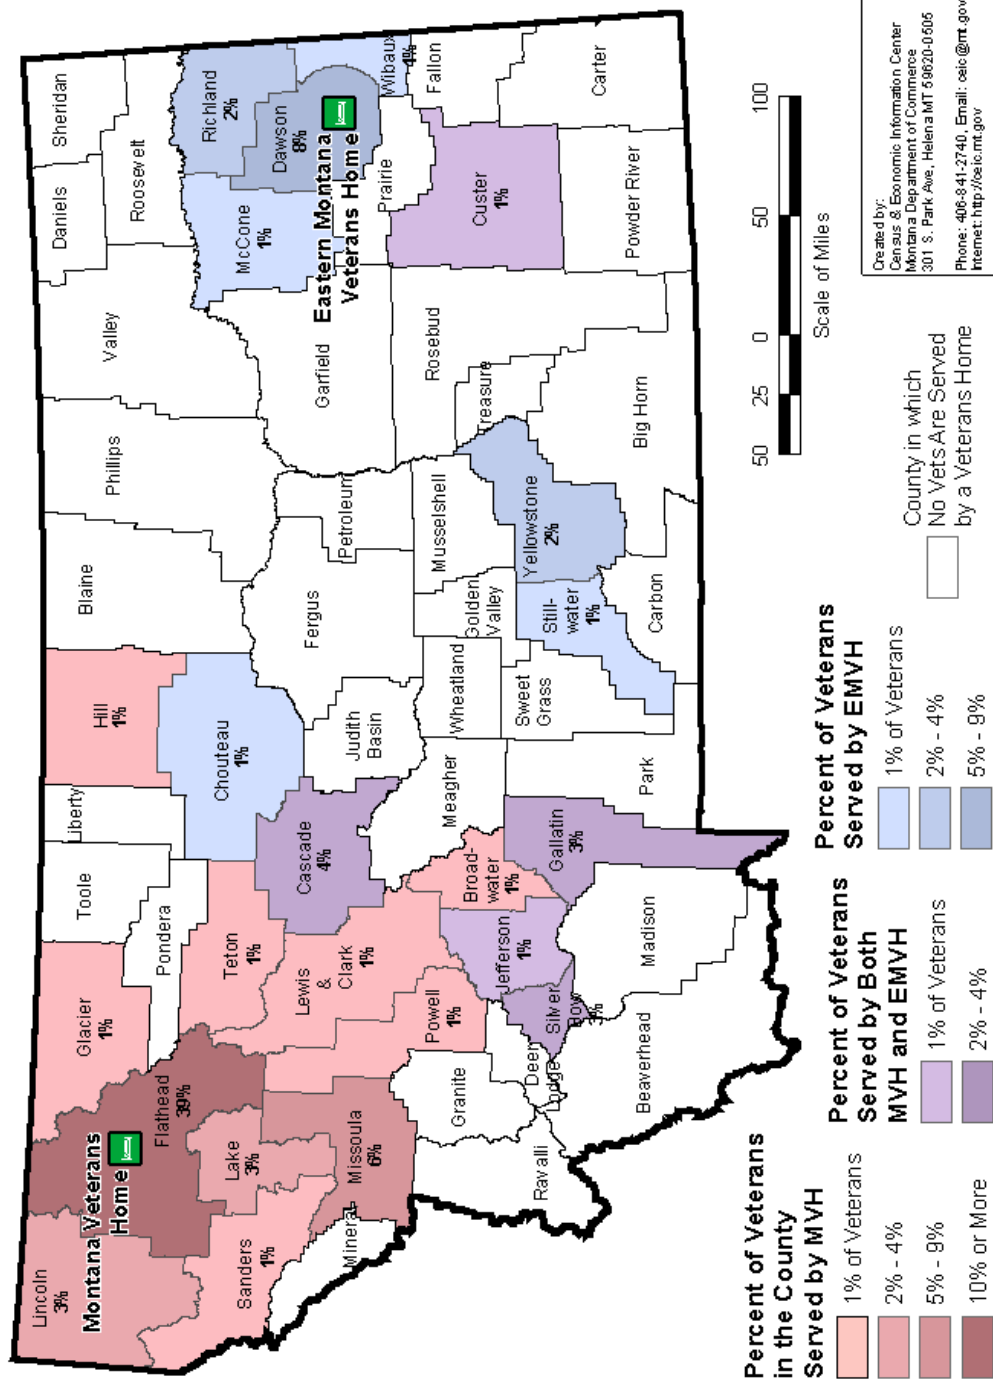 Lincoln
3%
Montana Veterans
Home
Flathead
39%
Glacier
1%
Toole
Liberty
Hill
1%
Blaine
Phillips
Valley
Daniels
Sheridan
Roosevelt
Richland
2%
Dawson
8%
Wibaux
1%
McCone
1%
Eastern Montana
Veterans Home
Prairie
Fallon
Carter
Custer
1%
Powder River
Garfield
Rosebud
Treasure
Big Horn
Petroleum
Musselshell
Yellowstone
2%
Fergus
Golden
Valley
Still-
water
1%
Carbon
Chouteau
1%
Judith
Basin
Wheatland
Sweet
Grass
Cascade
4%
Meagher
Park
Pondera
Teton
1%
Lewis
&
Clark
1%
Broad-
water
1%
Gallatin
3%
Jefferson
1%
Madison
Silver
Bow
3%
Powell
1%
Deer
Lodge
Beaverhead
Granite
Lake
3%
Missoula
6%
Sanders
1%
Mineral
Ravalli
50
25
0
50
100
Scale of Miles
Percent of Veterans
in the County
Served by MVH
1% of Veterans
2% - 4%
5% - 9%
10% or More
Percent of Veterans
Served by Both
MVH and EMVH
1% of Veterans
2% - 4%
Percent of Veterans
Served by EMVH
1% of Veterans
2% - 4%
5% - 9%
County in which
No Vets Are Served
by a Veterans Home
Created by:
Census & Economic Information Center
Montana Department of Commerce
301 S. Park Ave, Helena MT 59620-0505
Phone: 406-841-2740, Email: ceic@mt.gov
Internet: http://ceic.mt.gov